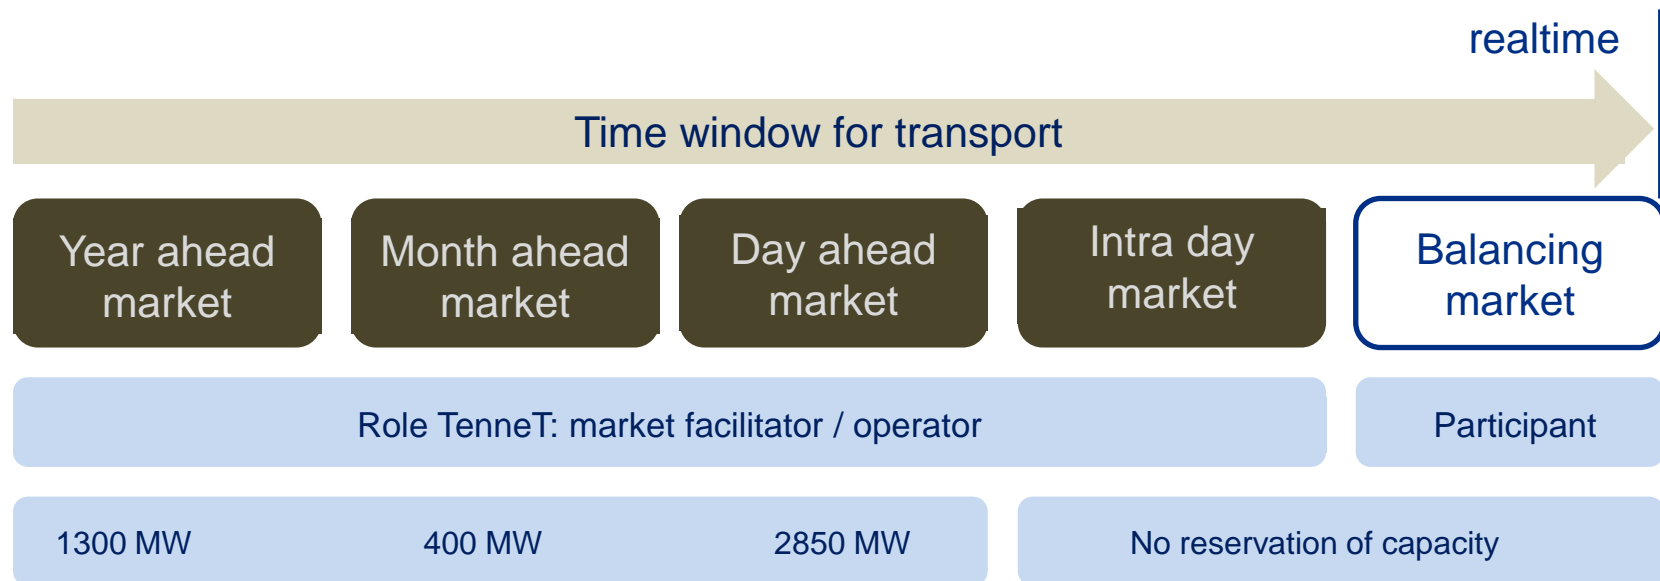 realtime
Time window for transport
Year ahead
market
Month ahead
market
Day ahead
market
Intra day
market
Balancing
market
Role TenneT: market facilitator / operator
Participant
1300 MW
400 MW
2850 MW
No reservation of capacity